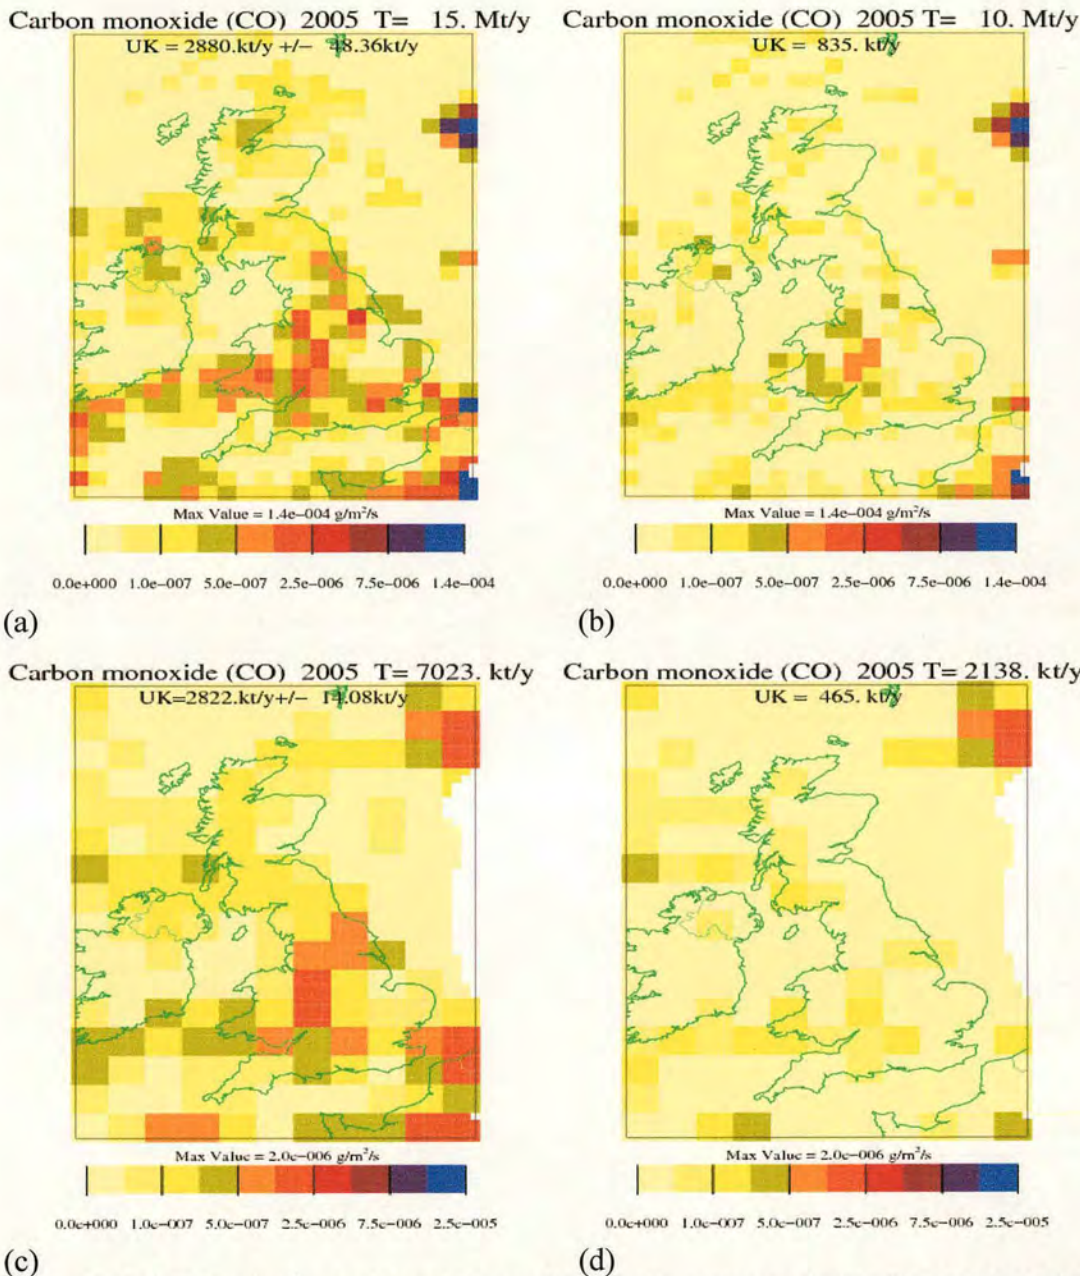 Carbon monoxide (CO) 2005 T= 15. Mt/y
UK = 2880.kt/y +/− 48.36kt/y
Max Value = 1.4e−004 g/m²/s
0.0e+000 1.0e−007 5.0e−007 2.5e−006 7.5e−006 1.4e−004
(a)
Carbon monoxide (CO) 2005 T= 10. Mt/y
UK = 835. kt/y
Max Value = 1.4e−004 g/m²/s
0.0e+000 1.0e−007 5.0e−007 2.5e−006 7.5e−006 1.4e−004
(b)
Carbon monoxide (CO) 2005 T= 7023. kt/y
UK=2822.kt/y+/− 14.08kt/y
Max Value = 2.0e−006 g/m²/s
0.0e+000 1.0e−007 5.0e−007 2.5e−006 7.5e−006 2.5e−005
(c)
Carbon monoxide (CO) 2005 T= 2138. kt/y
UK = 465. kt/y
Max Value = 2.0e−006 g/m²/s
0.0e+000 1.0e−007 5.0e−007 2.5e−006 7.5e−006 2.5e−005
(d)